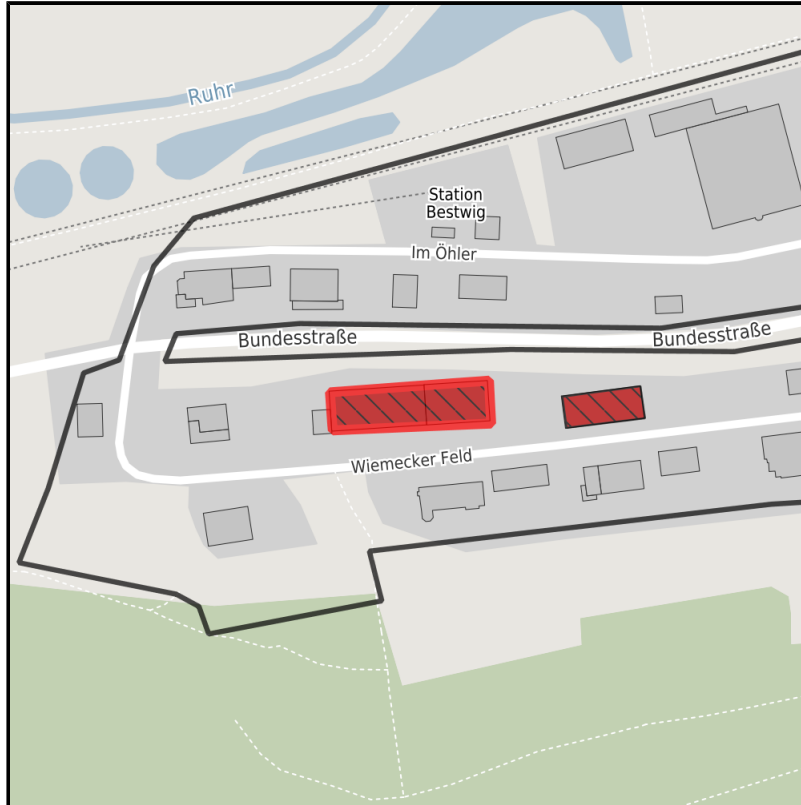 Ruhr
Station
Bestwig
Im Öhler
Bundesstraße
Bundesstraße
Wiemecker Feld